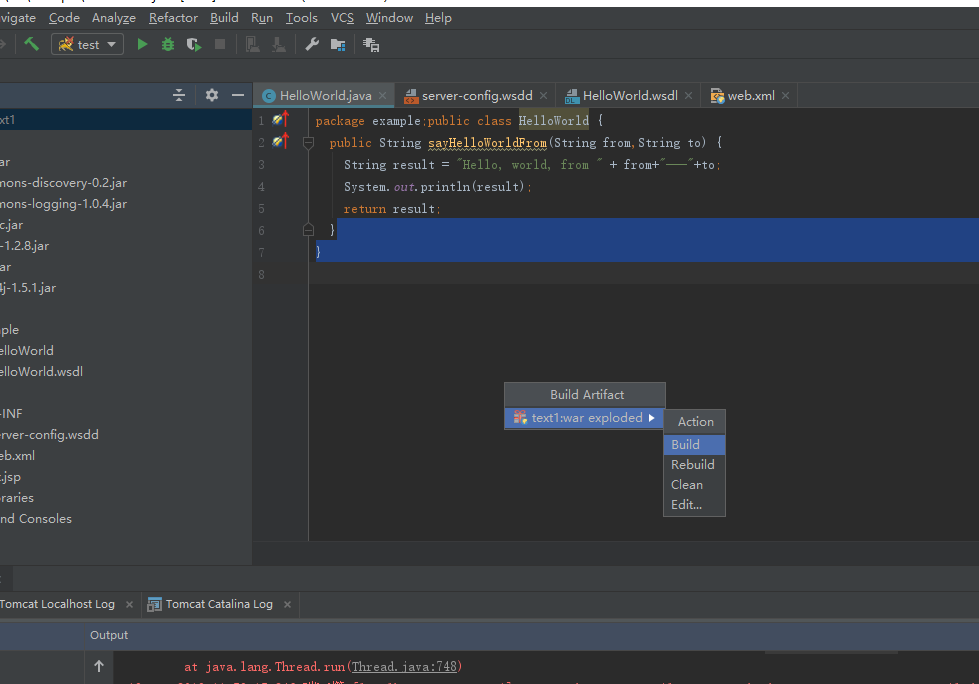 vigate Code Analyze Refactor Build Run Tools VCS Window Help
test
xt1
HelloWorld.java server-config.wsdd HelloWorld.wsdl web.xml
ar
mons-discovery-0.2.jar
mons-logging-1.0.4.jar
c.jar
-1.2.8.jar
ar
4j-1.5.1.jar
ple
elloWorld
elloWorld.wsdl
-INF
erver-config.wsdd
eb.xml
.jsp
raries
nd Consoles
1 package example;public class HelloWorld {
2 public String sayHelloWorldFrom(String from,String to) {
3 String result = "Hello, world, from " + from+"———"+to;
4 System.out.println(result);
5 return result;
6 }
7 }
8
Build Artifact
text1:war exploded
Action
Build
Rebuild
Clean
Edit...
Tomcat Localhost Log Tomcat Catalina Log
Output
at java.lang.Thread.run(Thread.java:748)